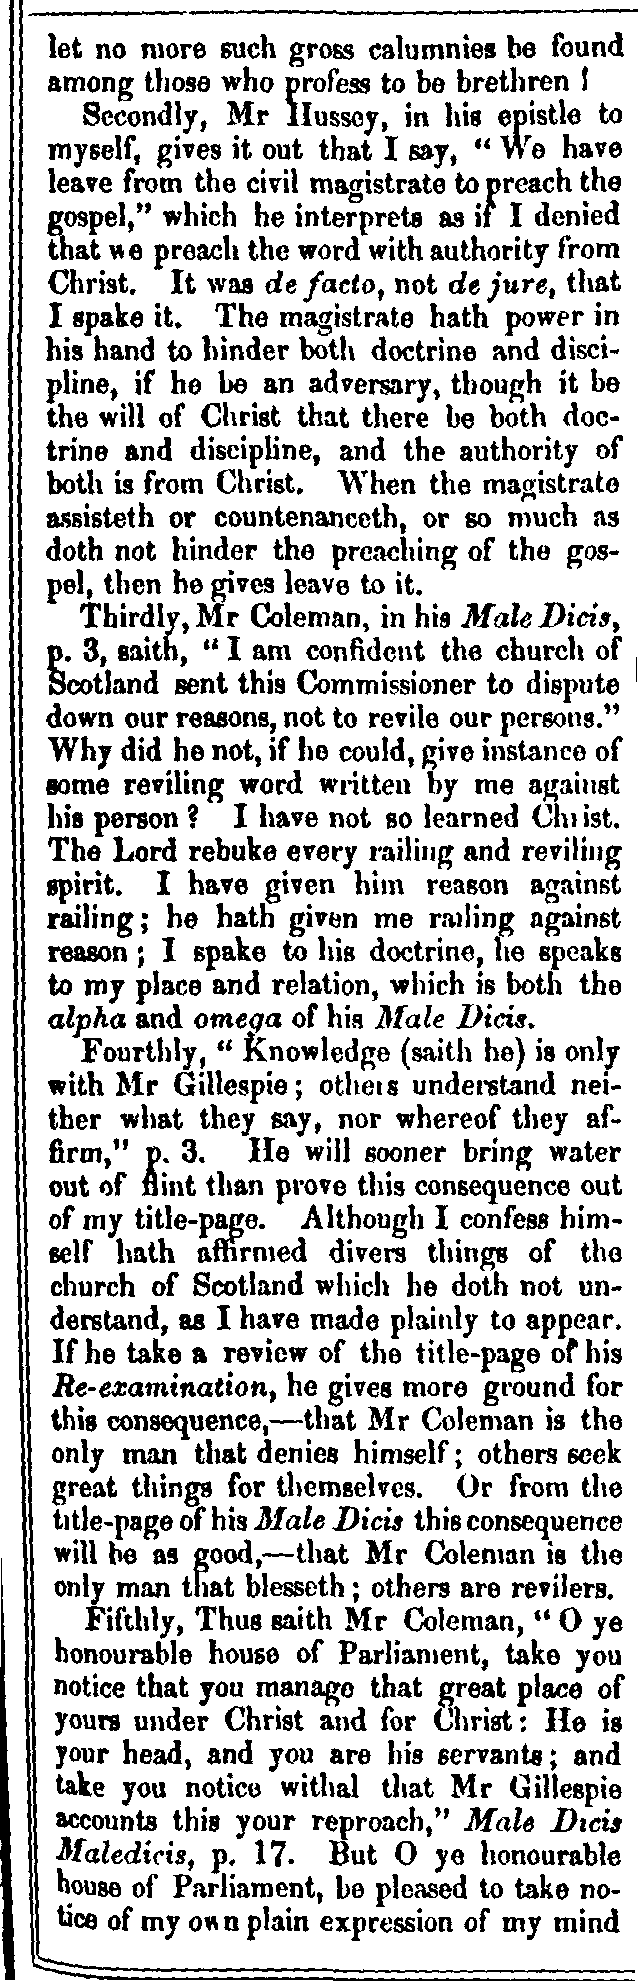 let no more such gross calumnies be found
among those who profess to be brethren !
Secondly, Mr Hussey, in his epistle to
myself, gives it out that I say, “ We have
leave from the civil magistrate to preach the
gospel,” which he interprets as if I denied
that we preach the word with authority from
Christ. It was de facto, not de jure, that
I spake it. The magistrate hath power in
his hand to hinder both doctrine and disci-
pline, if he be an adversary, though it be
the will of Christ that there be both doc-
trine and discipline, and the authority of
both is from Christ. When the magistrate
assisteth or countenanceth, or so much as
doth not hinder the preaching of the gos-
pel, then he gives leave to it.
Thirdly, Mr Coleman, in his Male Dicis,
p. 3, saith, “ I am confident the church of
Scotland sent this Commissioner to dispute
down our reasons, not to revile our persons.”
Why did he not, if he could, give instance of
some reviling word written by me against
his person ? I have not so learned Christ.
The Lord rebuke every railing and reviling
spirit. I have given him reason against
railing ; he hath given me railing against
reason ; I spake to his doctrine, he speaks
to my place and relation, which is both the
alpha and omega of his Male Dicis.
Fourthly, “ Knowledge (saith he) is only
with Mr Gillespie ; others understand nei-
ther what they say, nor whereof they af-
firm,” p. 3. He will sooner bring water
out of flint than prove this consequence out
of my title-page. Although I confess him-
self hath affirmed divers things of the
church of Scotland which he doth not un-
derstand, as I have made plainly to appear.
If he take a review of the title-page of his
Re-examination, he gives more ground for
this consequence,—that Mr Coleman is the
only man that denies himself ; others seek
great things for themselves. Or from the
title-page of his Male Dicis this consequence
will be as good,—that Mr Coleman is the
only man that blesseth ; others are revilers.
Fifthly, Thus saith Mr Coleman, “ O ye
honourable house of Parliament, take you
notice that you manage that great place of
yours under Christ and for Christ : He is
your head, and you are his servants ; and
take you notice withal that Mr Gillespie
accounts this your reproach,” Male Dicis
Maledicis, p. 17. But O ye honourable
house of Parliament, be pleased to take no-
tice of my own plain expression of my mind